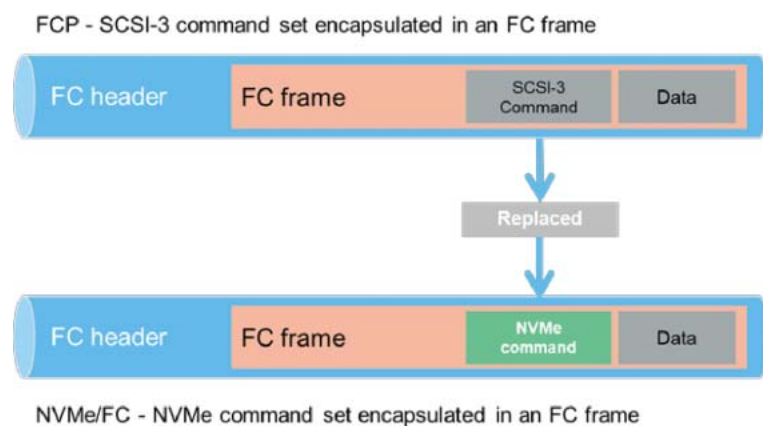 FCP - SCSI-3 command set encapsulated in an FC frame
FC header
FC frame
SCSI-3
Command
Data
Replaced
FC header
FC frame
NVMe
command
Data
NVMe/FC - NVMe command set encapsulated in an FC frame